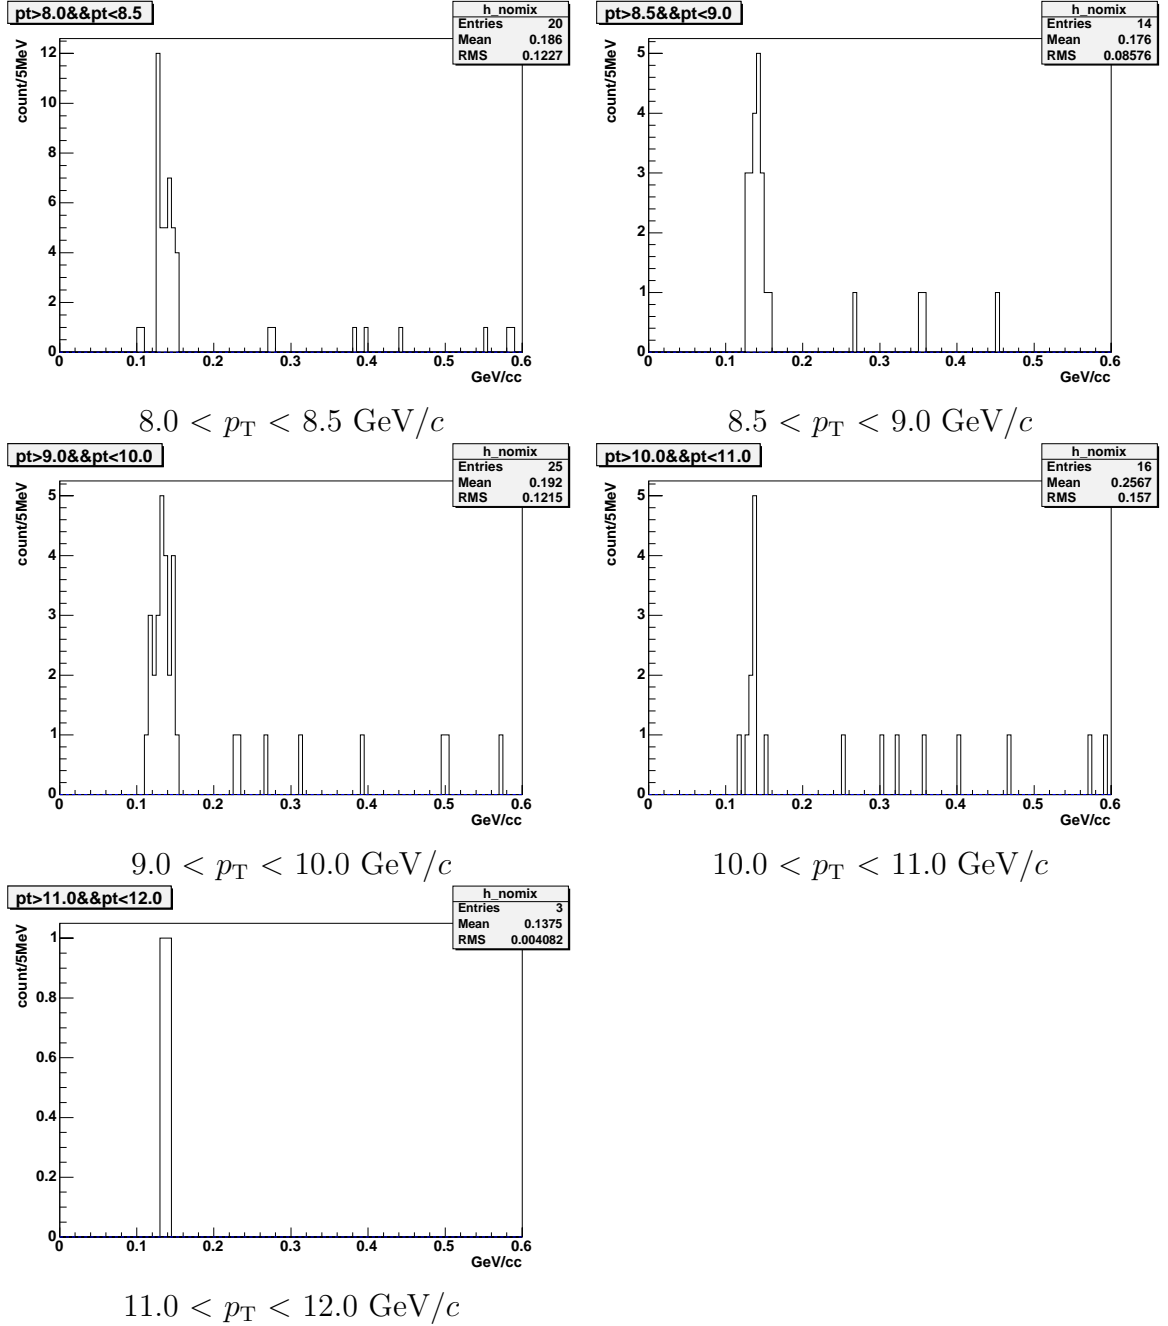 pt>8.0&&pt<8.5
h_nomix
Entries 20
Mean 0.186
RMS 0.1227
count/5MeV
12
10
8
6
4
2
0
0 0.1 0.2 0.3 0.4 0.5 0.6
GeV/cc
8.0 < pT < 8.5 GeV/c
pt>8.5&&pt<9.0
h_nomix
Entries 14
Mean 0.176
RMS 0.08576
count/5MeV
5
4
3
2
1
0
0 0.1 0.2 0.3 0.4 0.5 0.6
GeV/cc
8.5 < pT < 9.0 GeV/c
pt>9.0&&pt<10.0
h_nomix
Entries 25
Mean 0.192
RMS 0.1215
count/5MeV
5
4
3
2
1
0
0 0.1 0.2 0.3 0.4 0.5 0.6
GeV/cc
9.0 < pT < 10.0 GeV/c
pt>10.0&&pt<11.0
h_nomix
Entries 16
Mean 0.2567
RMS 0.157
count/5MeV
5
4
3
2
1
0
0 0.1 0.2 0.3 0.4 0.5 0.6
GeV/cc
10.0 < pT < 11.0 GeV/c
pt>11.0&&pt<12.0
h_nomix
Entries 3
Mean 0.1375
RMS 0.004082
count/5MeV
1
0.8
0.6
0.4
0.2
0
0 0.1 0.2 0.3 0.4 0.5 0.6
GeV/cc
11.0 < pT < 12.0 GeV/c